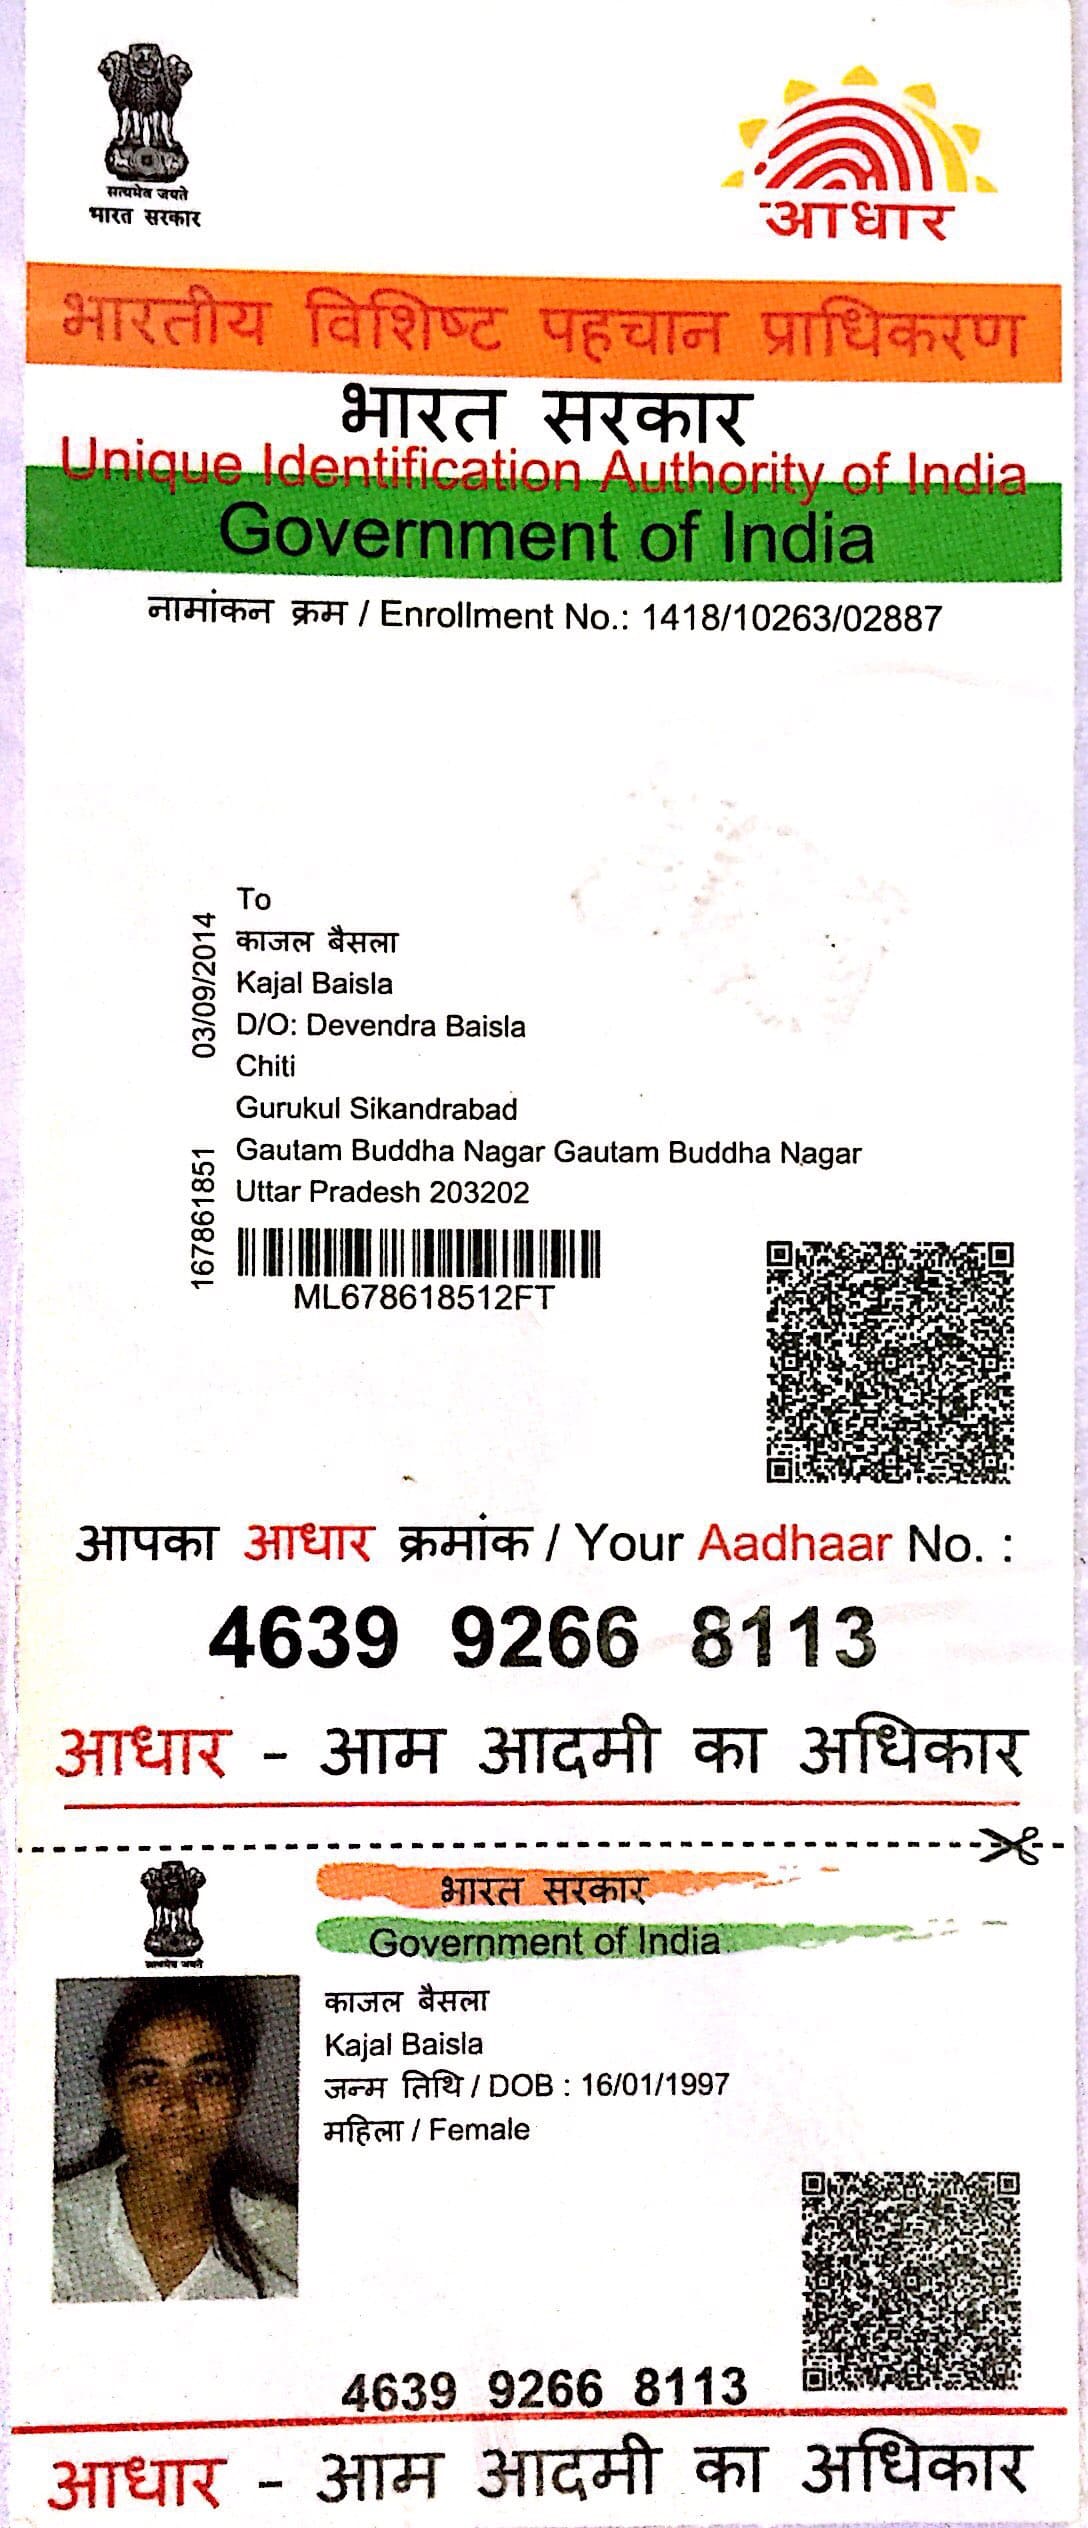 सत्यमेव जयते
भारत सरकार
आधार
भारतीय विशिष्ट पहचान प्राधिकरण
भारत सरकार
Unique Identification Authority of India
Government of India
नामांकन क्रम / Enrollment No.: 1418/10263/02887
To
काजल बैसला
Kajal Baisla
D/O: Devendra Baisla
Chiti
Gurukul Sikandrabad
Gautam Buddha Nagar Gautam Buddha Nagar
Uttar Pradesh 203202
03/09/2014
167861851
ML678618512FT
आपका आधार क्रमांक / Your Aadhaar No. :
4639 9266 8113
आधार - आम आदमी का अधिकार
सत्यमेव जयते
भारत सरकार
Government of India
काजल बैसला
Kajal Baisla
जन्म तिथि / DOB : 16/01/1997
महिला / Female
4639 9266 8113
आधार - आम आदमी का अधिकार